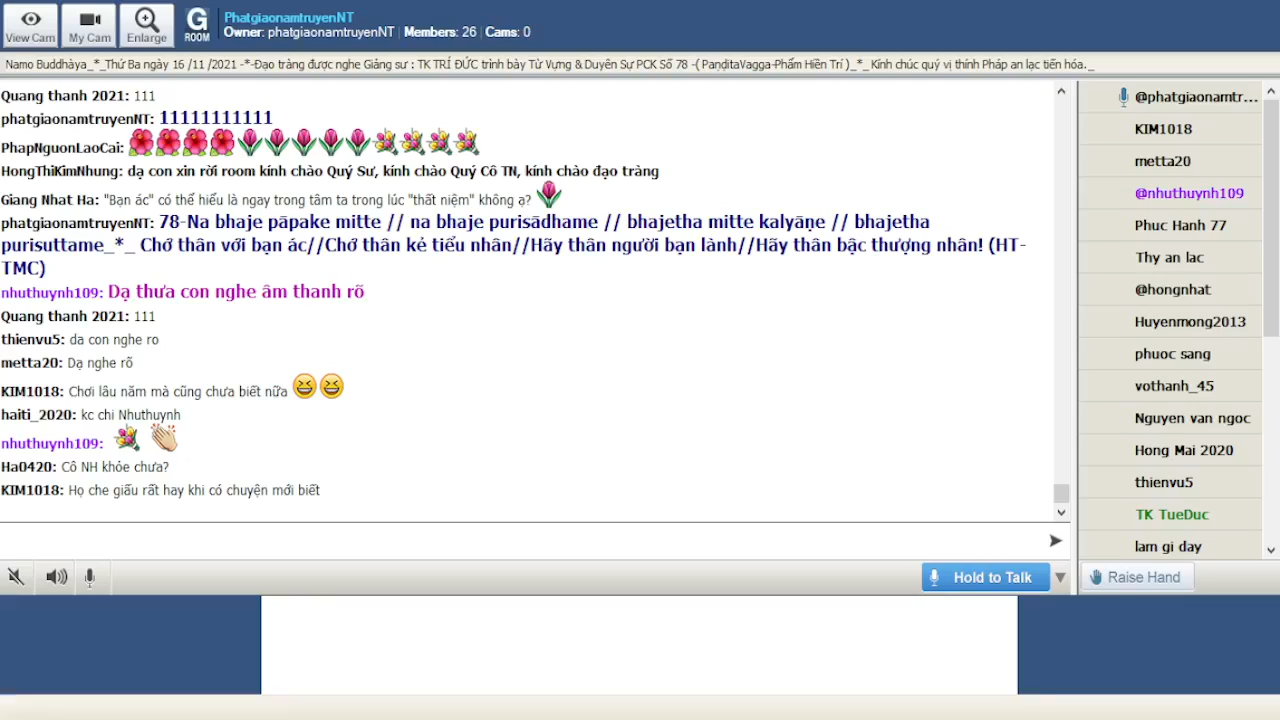 View Cam
My Cam
Enlarge
G
ROOM
PhatgiaonamtruyenNT
Owner: phatgiaonamtruyenNT | Members: 26 | Cams: 0
Namo Buddhàya_*_Thứ Ba ngày 16 /11 /2021 -*-Đạo tràng được nghe Giảng sư : TK TRÍ ĐỨC trình bày Từ Vựng & Duyên Sự PCK Số 78 -( PaṇḍitaVagga-Phẩm Hiền Trí )_*_ Kính chúc quý vị thính Pháp an lạc tiến hóa._
Quang thanh 2021: 111
phatgiaonamtruyenNT: 11111111111
PhapNguonLaoCai:
HongThiKimNhung: dạ con xin rời room kính chào Quý Sư, kính chào Quý Cô TN, kính chào đạo tràng
Giang Nhat Ha: "Bạn ác" có thể hiểu là ngay trong tâm ta trong lúc "thất niệm" không ạ?
phatgiaonamtruyenNT: 78-Na bhaje pāpake mitte // na bhaje purisādhame // bhajetha mitte kalyāṇe // bhajetha
purisuttame_*_ Chớ thân với bạn ác//Chớ thân kẻ tiểu nhân//Hãy thân người bạn lành//Hãy thân bậc thượng nhân! (HT-
TMC)
nhuthuynh109: Dạ thưa con nghe âm thanh rõ
Quang thanh 2021: 111
thienvu5: da con nghe ro
metta20: Dạ nghe rõ
KIM1018: Chơi lâu năm mà cũng chưa biết nữa
haiti_2020: kc chi Nhuthuynh
nhuthuynh109:
Ha0420: Cô NH khỏe chưa?
KIM1018: Họ che giấu rất hay khi có chuyện mới biết
Hold to Talk
@phatgiaonamtr...
KIM1018
metta20
@nhuthuynh109
Phuc Hanh 77
Thy an lac
@hongnhat
Huyenmong2013
phuoc sang
vothanh_45
Nguyen van ngoc
Hong Mai 2020
thienvu5
TK TueDuc
lam gi day
Raise Hand